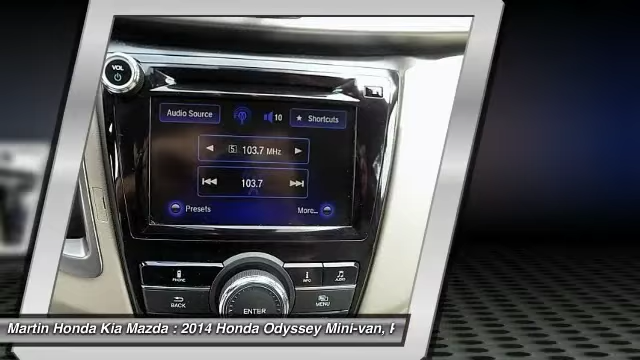 VOL
Audio Source
10
★ Shortcuts
◄ 5 103.7 MHz ►
103.7
Presets
More...
PHONE
INFO
AUDIO
BACK
ENTER
MENU
Martin Honda Kia Mazda : 2014 Honda Odyssey Mini-van,